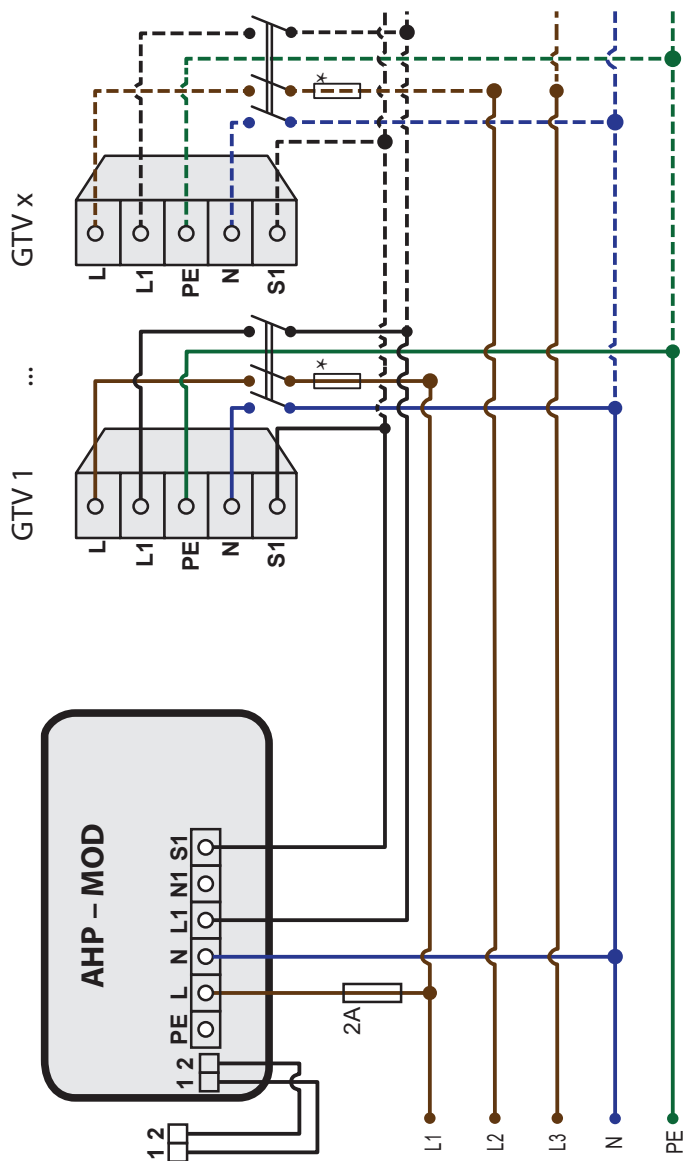 GTV x
L
L1
PE
N
S1
*
...
GTV 1
L
L1
PE
N
S1
*
AHP – MOD
PE L N L1 N1 S1
1 2
1 2
2A
L1
L2
L3
N
PE